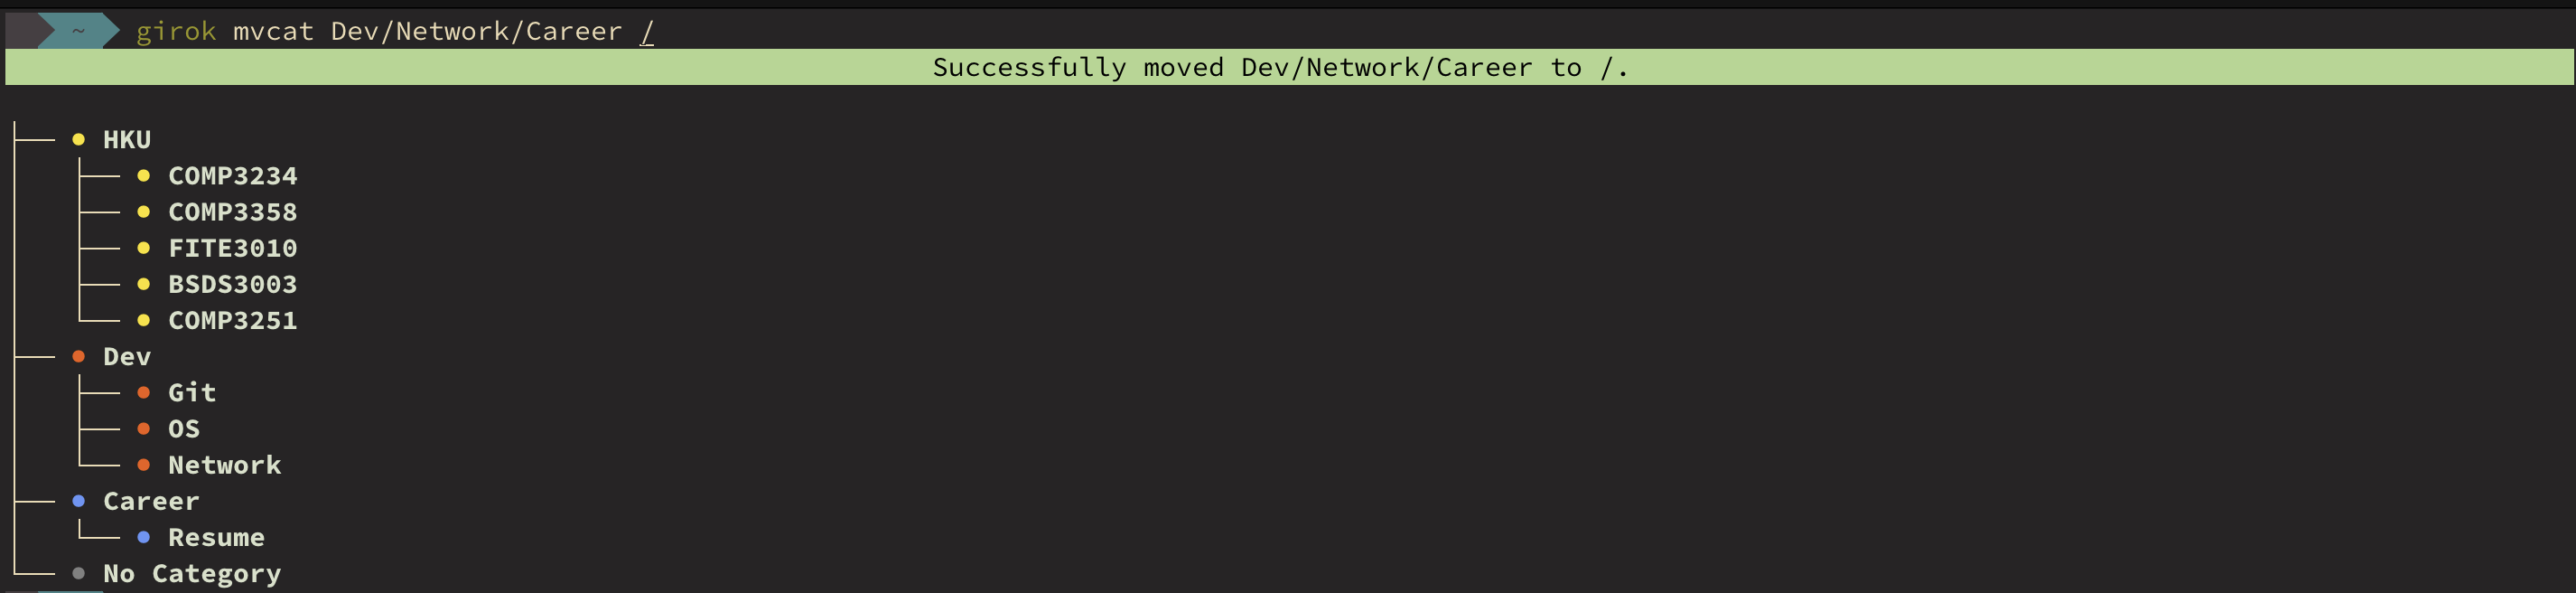 ~ girok mvcat Dev/Network/Career /
Successfully moved Dev/Network/Career to /.
HKU
COMP3234
COMP3358
FITE3010
BSDS3003
COMP3251
Dev
Git
OS
Network
Career
Resume
No Category